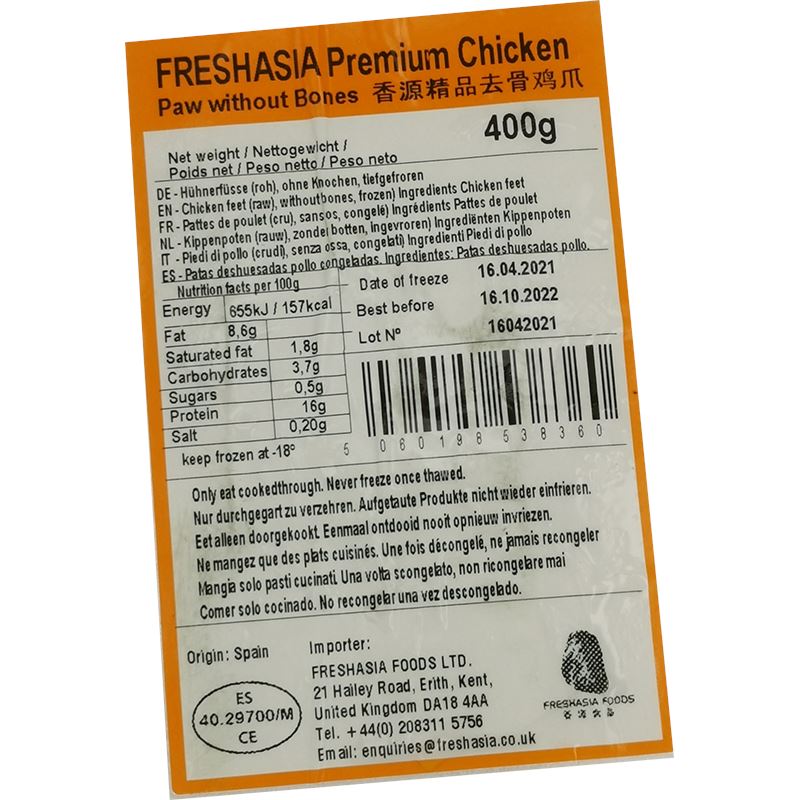 FRESHASIA Premium Chicken
Paw without Bones 香源精品去骨鸡爪
400g
Net weight / Nettogewicht /
Poids net / Peso netto / Peso neto
DE - Hühnerfüsse (roh), ohne Knochen, tiefgefroren
EN - Chicken feet (raw), withoutbones, frozen) Ingredients Chicken feet
FR - Pattes de poulet (cru), sansos, congelé) Ingrédients Pattes de poulet
NL - Kippenpoten (rauw), zonder botten, ingevroren) Ingrediënten Kippenpoten
IT - Piedi di pollo (crudi), senza ossa, congelati) Ingredienti Piedi di pollo
ES - Patas deshuesadas pollo congeladas. Ingredientes: Patas deshuesadas pollo.
Nutrition facts per 100g
Energy 655kJ / 157kcal
Fat 8,6g
Saturated fat 1,8g
Carbohydrates 3,7g
Sugars 0,5g
Protein 16g
Salt 0,20g
keep frozen at -18°
Date of freeze 16.04.2021
Best before 16.10.2022
Lot Nº 16042021
5 060198 538360
Only eat cookedthrough. Never freeze once thawed.
Nur durchgegart zu verzehren. Aufgetaute Produkte nicht wieder einfrieren.
Eet alleen doorgekookt. Eenmaal ontdooid nooit opnieuw invriezen.
Ne mangez que des plats cuisinés. Une fois décongelé, ne jamais recongeler
Mangia solo pasti cucinati. Una volta scongelato, non ricongelare mai
Comer solo cocinado. No recongelar una vez descongelado.
Origin: Spain
ES
40.29700/M
CE
Importer:
FRESHASIA FOODS LTD.
21 Hailey Road, Erith, Kent,
United Kingdom DA18 4AA
Tel. +44(0) 208311 5756
Email: enquiries@freshasia.co.uk
FRESHASIA FOODS
香源食品